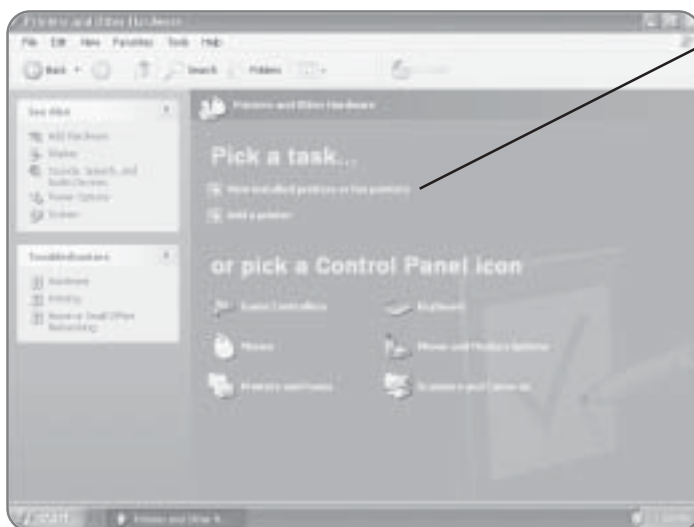 Printers and Other Hardware
File Edit View Favorites Tools Help
Back Search Folders
See Also
Add Hardware
Display
Sounds, Speech, and
Audio Devices
Power Options
System
Troubleshooters
Hardware
Printing
Home or Small Office
Networking
Printers and Other Hardware
Pick a task...
View installed printers or fax printers
Add a printer
or pick a Control Panel icon
Game Controllers
Keyboard
Mouse
Phone and Modem Options
Printers and Faxes
Scanners and Cameras
start
Printers and Other H...